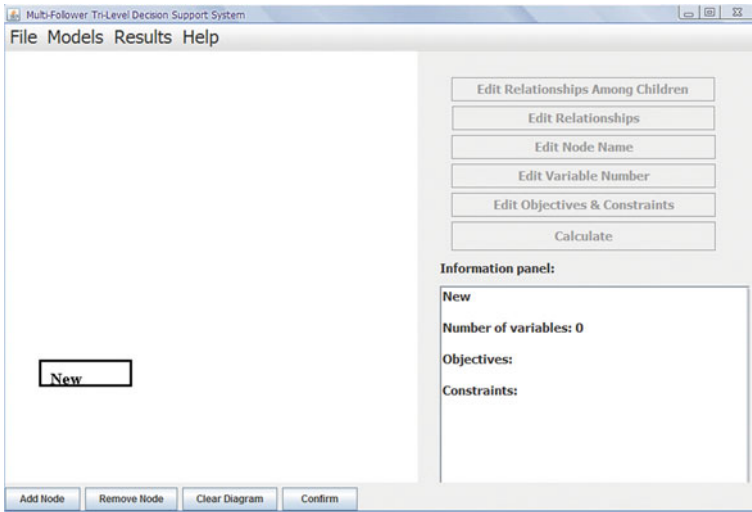 Multi-Follower Tri-Level Decision Support System
File Models Results Help
Edit Relationships Among Children
Edit Relationships
Edit Node Name
Edit Variable Number
Edit Objectives & Constraints
Calculate
Information panel:
New
Number of variables: 0
Objectives:
Constraints:
New
Add Node
Remove Node
Clear Diagram
Confirm